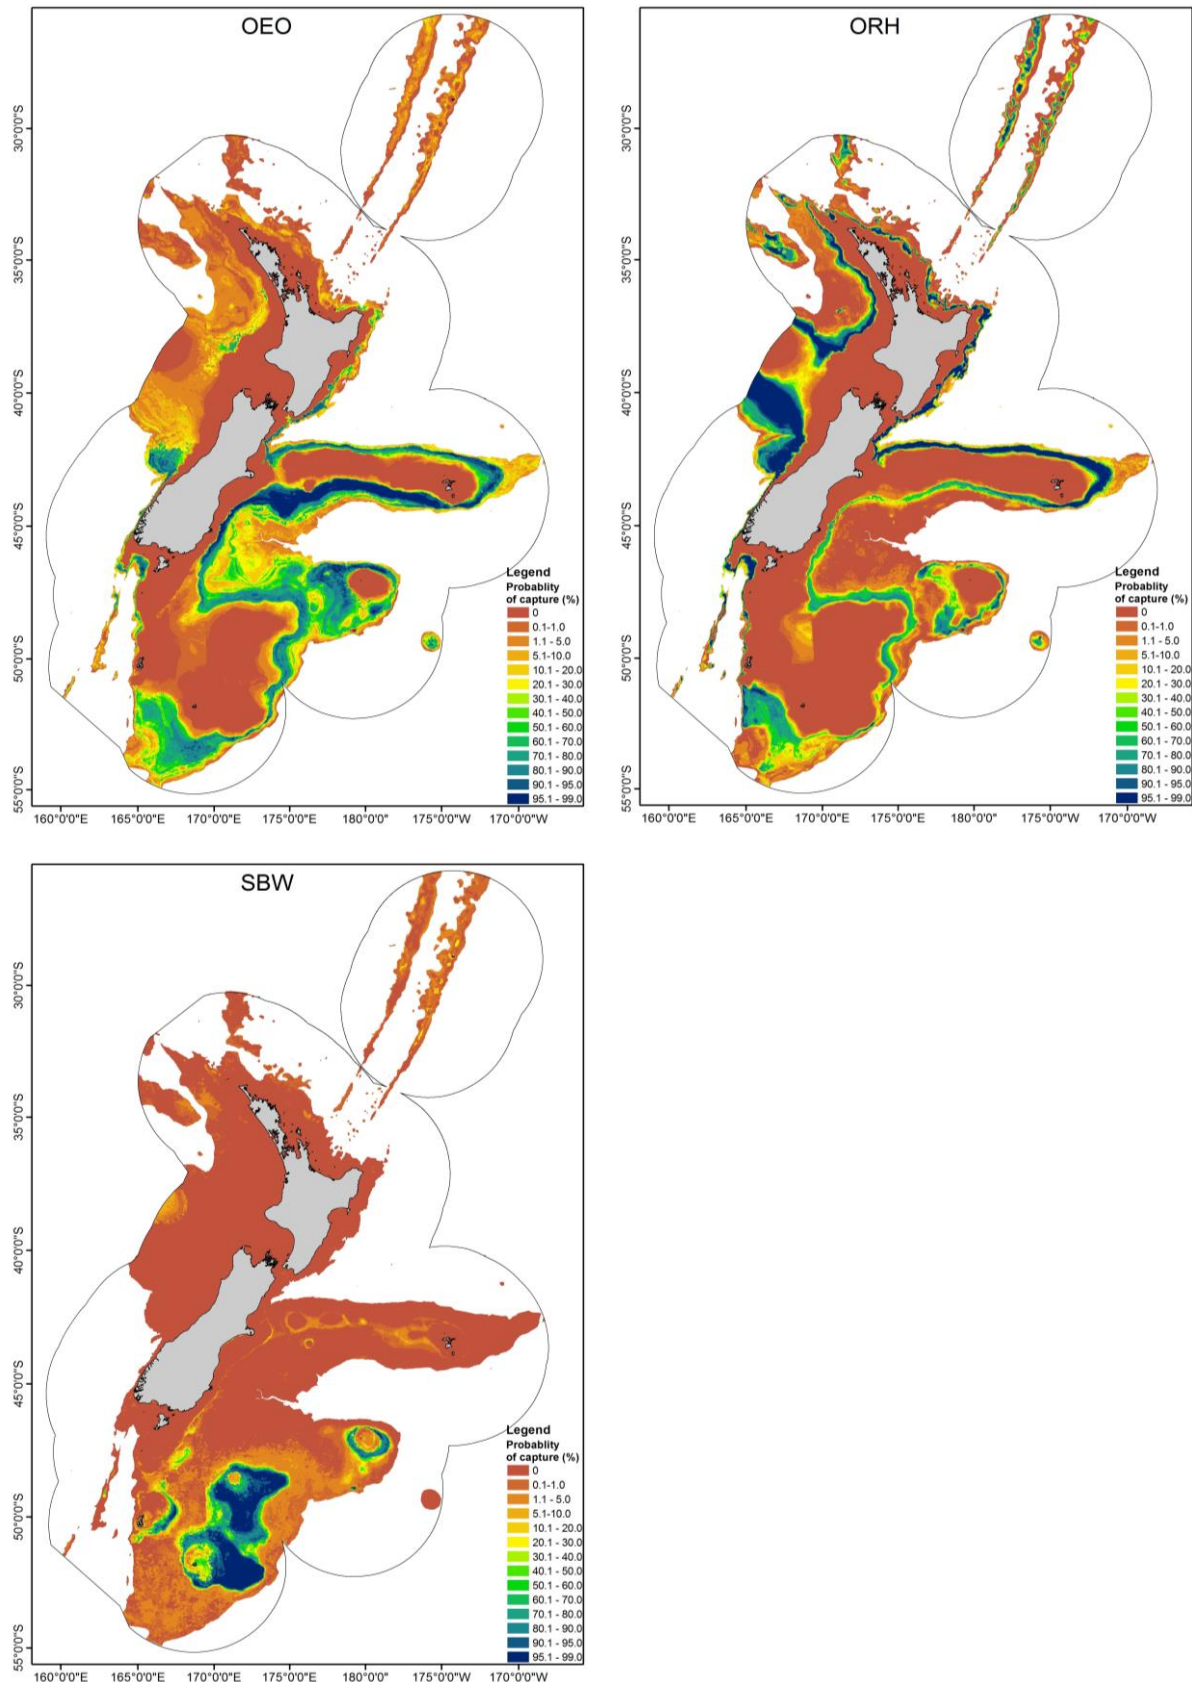 OEO
30°0'0"S
35°0'0"S
40°0'0"S
45°0'0"S
50°0'0"S
55°0'0"S
Legend
Probablity
of capture (%)
0
0.1-1.0
1.1 - 5.0
5.1-10.0
10.1 - 20.0
20.1 - 30.0
30.1 - 40.0
40.1 - 50.0
50.1 - 60.0
60.1 - 70.0
70.1 - 80.0
80.1 - 90.0
90.1 - 95.0
95.1 - 99.0
160°0'0"E 165°0'0"E 170°0'0"E 175°0'0"E 180°0'0" 175°0'0"W 170°0'0"W
ORH
30°0'0"S
35°0'0"S
40°0'0"S
45°0'0"S
50°0'0"S
55°0'0"S
Legend
Probablity
of capture (%)
0
0.1-1.0
1.1 - 5.0
5.1-10.0
10.1 - 20.0
20.1 - 30.0
30.1 - 40.0
40.1 - 50.0
50.1 - 60.0
60.1 - 70.0
70.1 - 80.0
80.1 - 90.0
90.1 - 95.0
95.1 - 99.0
160°0'0"E 165°0'0"E 170°0'0"E 175°0'0"E 180°0'0" 175°0'0"W 170°0'0"W
SBW
30°0'0"S
35°0'0"S
40°0'0"S
45°0'0"S
50°0'0"S
55°0'0"S
Legend
Probablity
of capture (%)
0
0.1-1.0
1.1 - 5.0
5.1-10.0
10.1 - 20.0
20.1 - 30.0
30.1 - 40.0
40.1 - 50.0
50.1 - 60.0
60.1 - 70.0
70.1 - 80.0
80.1 - 90.0
90.1 - 95.0
95.1 - 99.0
160°0'0"E 165°0'0"E 170°0'0"E 175°0'0"E 180°0'0" 175°0'0"W 170°0'0"W